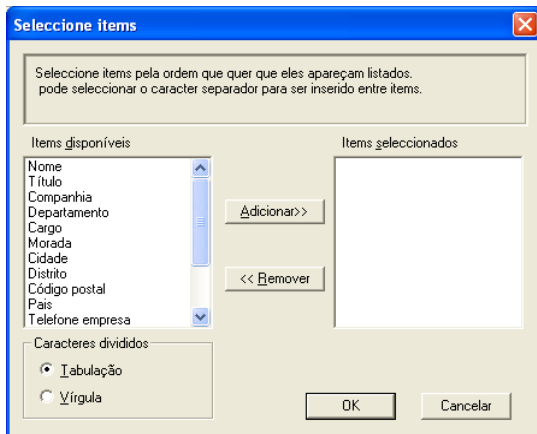 Seleccione items
Seleccione items pela ordem que quer que eles apareçam listados.
pode seleccionar o caracter separador para ser inserido entre items.
Items disponíveis
Items seleccionados
Nome
Título
Companhia
Departamento
Cargo
Morada
Cidade
Distrito
Código postal
Pais
Telefone empresa
Adicionar>>
<< Remover
Caracteres divididos
Tabulação
Vírgula
OK
Cancelar